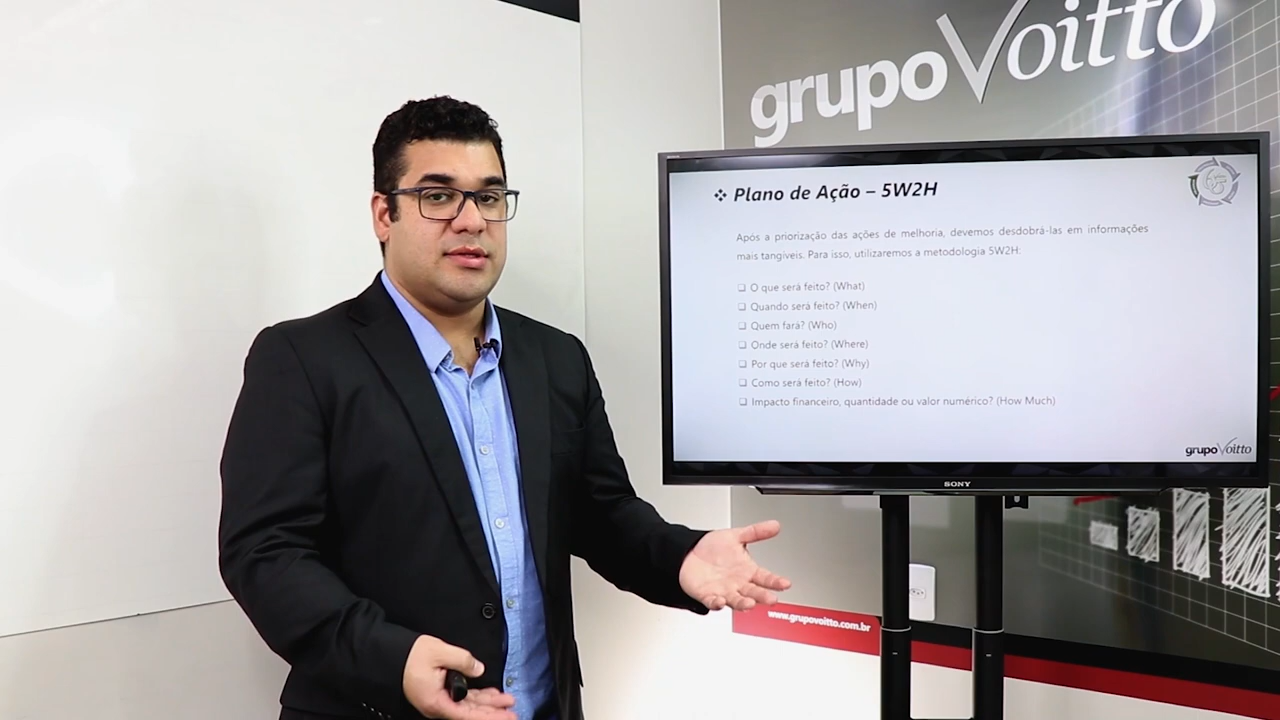 grupoVoitto
❖ Plano de Ação – 5W2H
Após a priorização das ações de melhoria, devemos desdobrá-las em informações
mais tangíveis. Para isso, utilizaremos a metodologia 5W2H:
❑ O que será feito? (What)
❑ Quando será feito? (When)
❑ Quem fará? (Who)
❑ Onde será feito? (Where)
❑ Por que será feito? (Why)
❑ Como será feito? (How)
❑ Impacto financeiro, quantidade ou valor numérico? (How Much)
grupoVoitto
SONY
www.grupovoitto.com.br